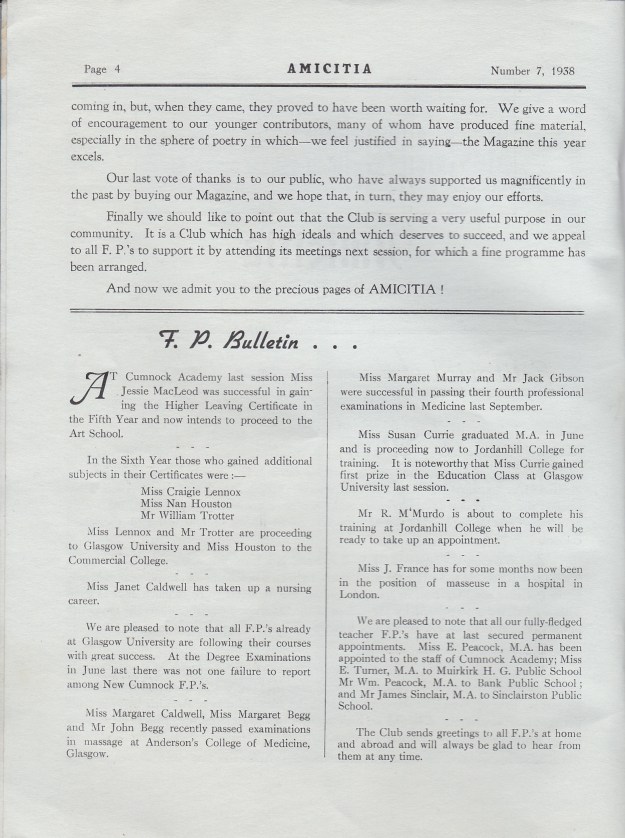 Page 4
AMICITIA
Number 7, 1938
coming in, but, when they came, they proved to have been worth waiting for. We give a word
of encouragement to our younger contributors, many of whom have produced fine material,
especially in the sphere of poetry in which—we feel justified in saying—the Magazine this year
excels.
Our last vote of thanks is to our public, who have always supported us magnificently in
the past by buying our Magazine, and we hope that, in turn, they may enjoy our efforts.
Finally we should like to point out that the Club is serving a very useful purpose in our
community. It is a Club which has high ideals and which deserves to succeed, and we appeal
to all F. P.'s to support it by attending its meetings next session, for which a fine programme has
been arranged.
And now we admit you to the precious pages of AMICITIA !
F. P. Bulletin . . .
AT Cumnock Academy last session Miss
Jessie MacLeod was successful in gain-
ing the Higher Leaving Certificate in
the Fifth Year and now intends to proceed to the
Art School.
- - -
In the Sixth Year those who gained additional
subjects in their Certificates were :—
Miss Craigie Lennox
Miss Nan Houston
Mr William Trotter
Miss Lennox and Mr Trotter are proceeding
to Glasgow University and Miss Houston to the
Commercial College.
- - -
Miss Janet Caldwell has taken up a nursing
career.
- - -
We are pleased to note that all F.P.'s already
at Glasgow University are following their courses
with great success. At the Degree Examinations
in June last there was not one failure to report
among New Cumnock F.P.'s.
- - -
Miss Margaret Caldwell, Miss Margaret Begg
and Mr John Begg recently passed examinations
in massage at Anderson's College of Medicine,
Glasgow.
Miss Margaret Murray and Mr Jack Gibson
were successful in passing their fourth professional
examinations in Medicine last September.
- - -
Miss Susan Currie graduated M.A. in June
and is proceeding now to Jordanhill College for
training. It is noteworthy that Miss Currie gained
first prize in the Education Class at Glasgow
University last session.
- - -
Mr R. M'Murdo is about to complete his
training at Jordanhill College when he will be
ready to take up an appointment.
- - -
Miss J. France has for some months now been
in the position of masseuse in a hospital in
London.
- - -
We are pleased to note that all our fully-fledged
teacher F.P.'s have at last secured permanent
appointments. Miss E. Peacock, M.A. has been
appointed to the staff of Cumnock Academy; Miss
E. Turner, M.A. to Muirkirk H. G. Public School
Mr Wm. Peacock, M.A. to Bank Public School ;
and Mr James Sinclair, M.A. to Sinclairston Public
School.
- - -
The Club sends greetings to all F.P.'s at home
and abroad and will always be glad to hear from
them at any time.